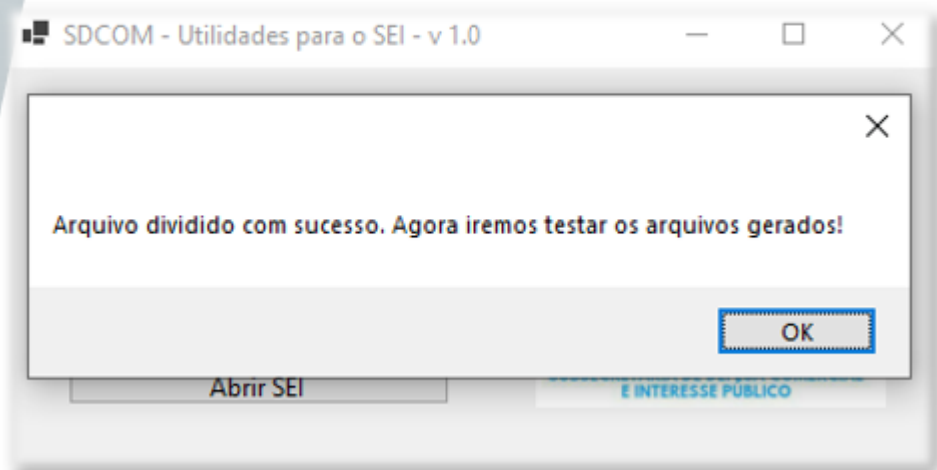 SDCOM - Utilidades para o SEI - v 1.0
Arquivo dividido com sucesso. Agora iremos testar os arquivos gerados!
OK
Abrir SEI
E INTERESSE PÚBLICO